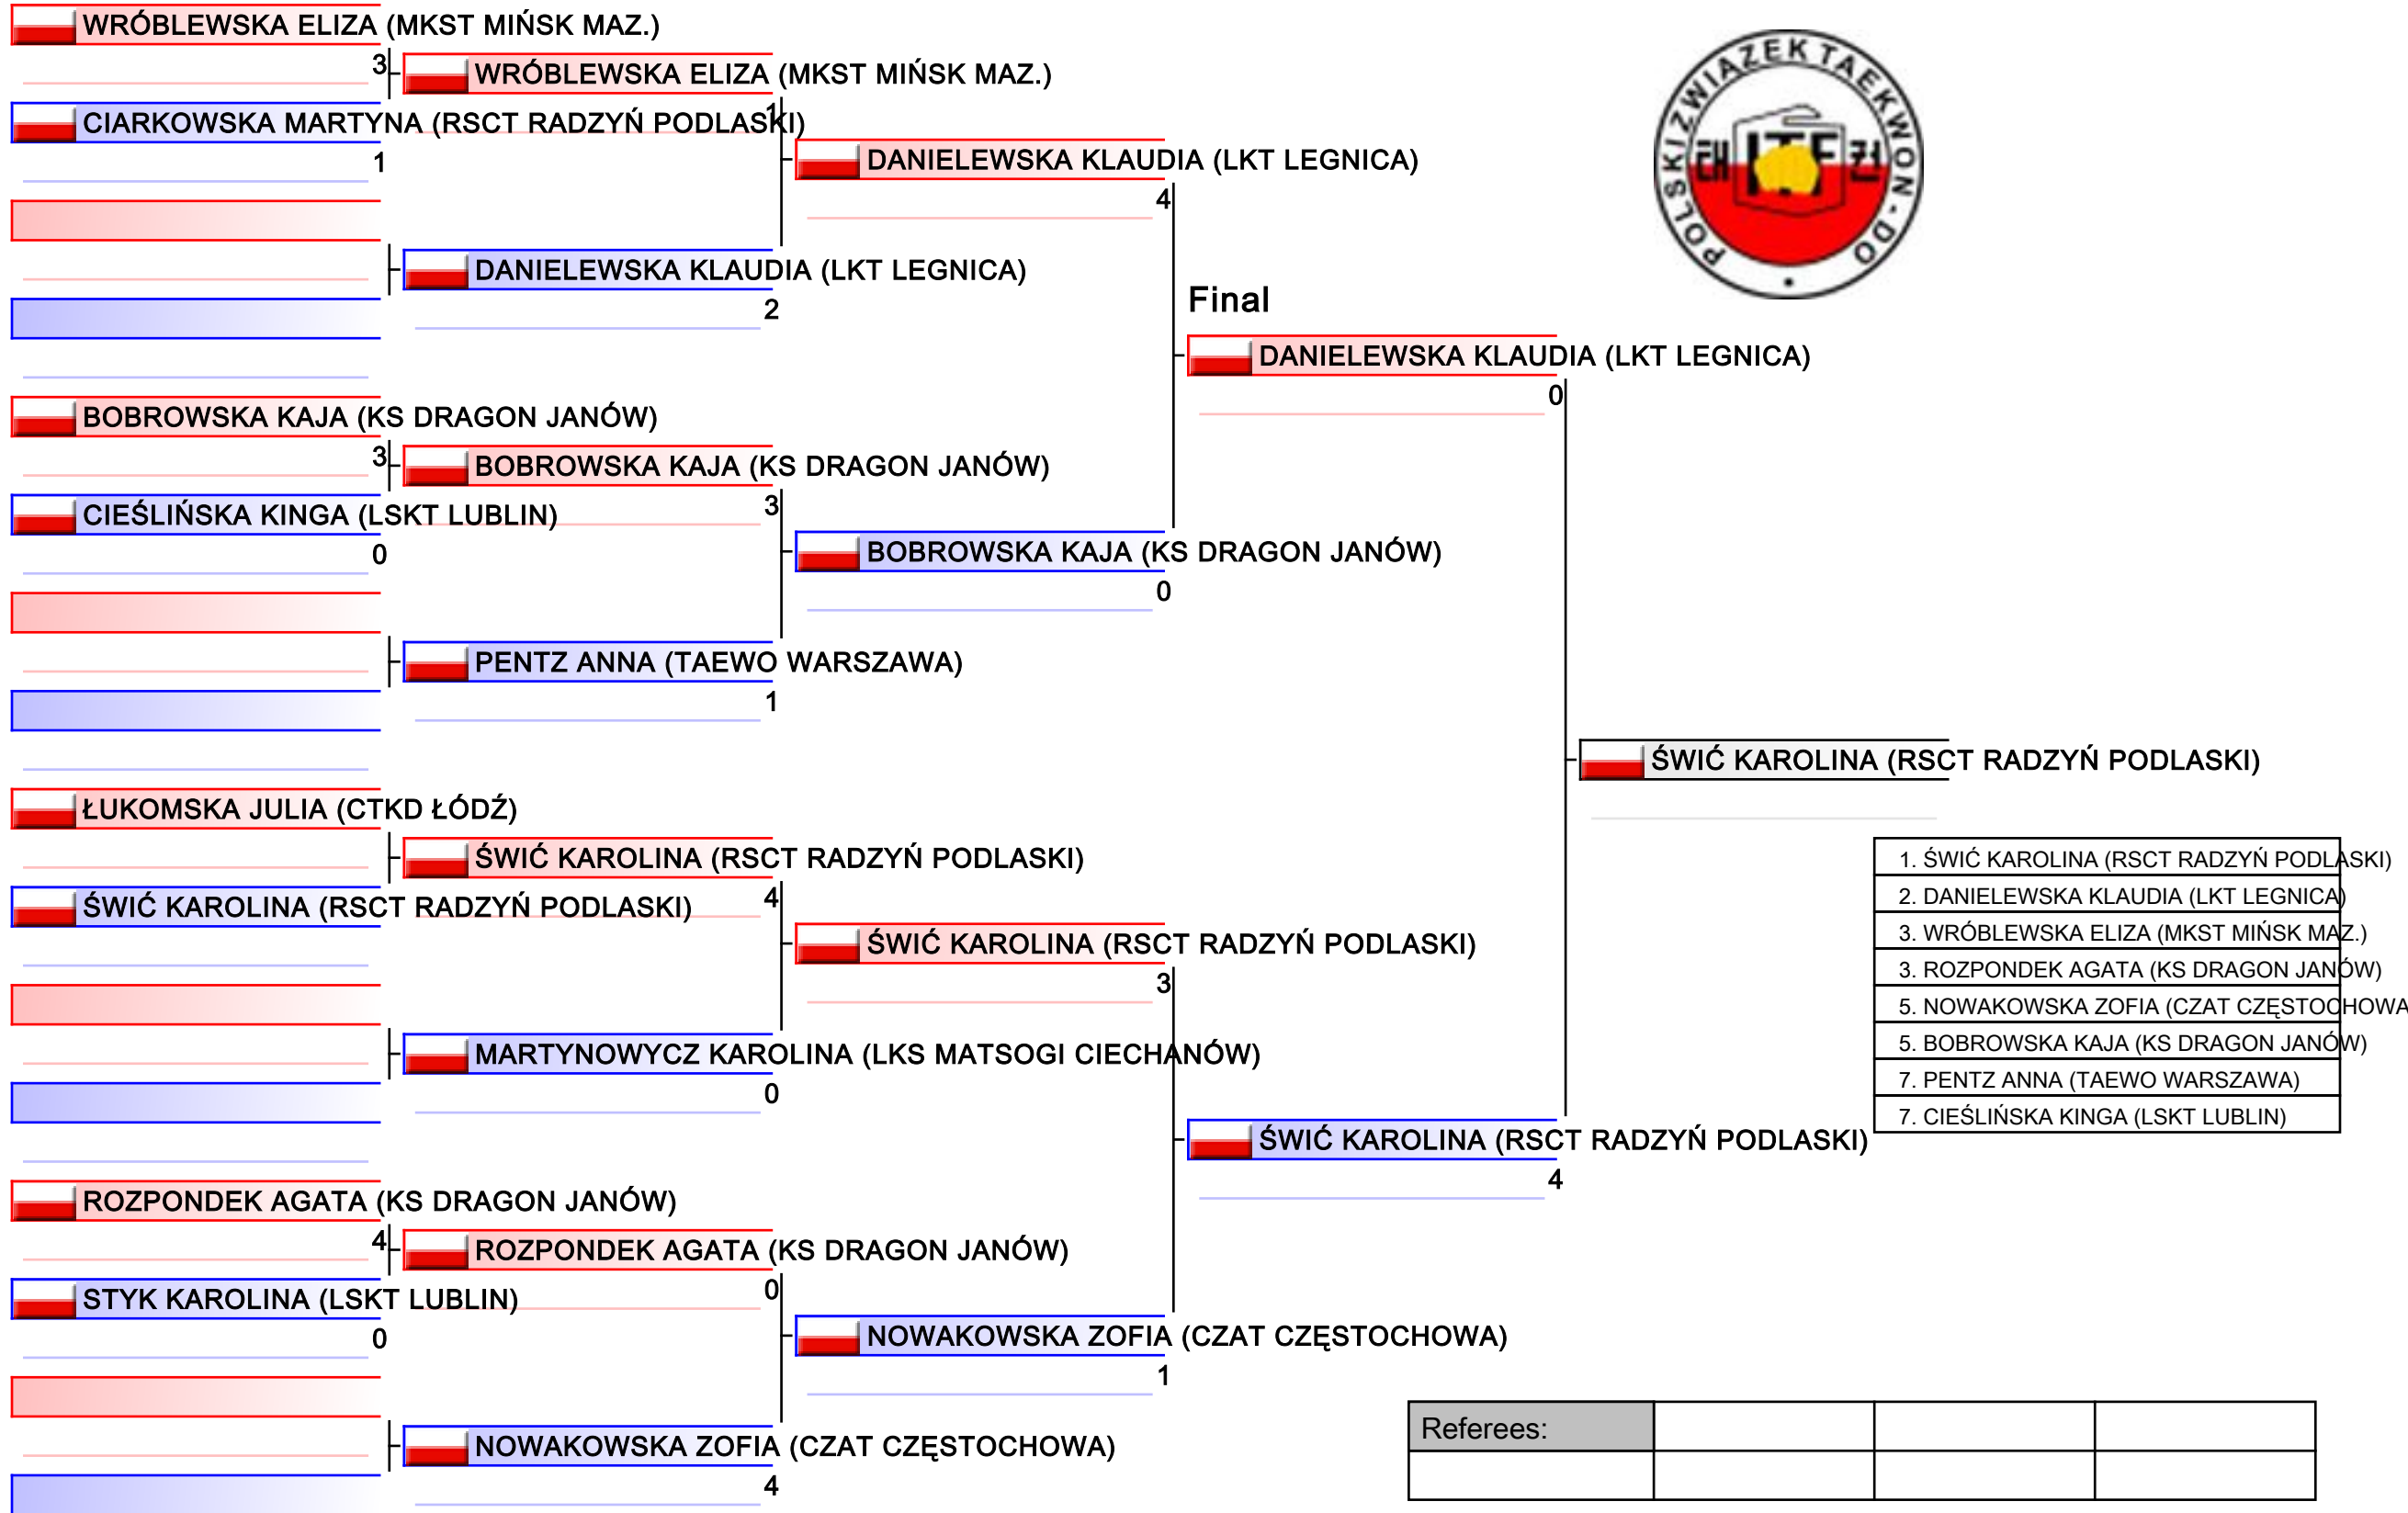 WRÓBLEWSKA ELIZA (MKST MIŃSK MAZ.)
3
CIARKOWSKA MARTYNA (RSCT RADZYŃ PODLASKI)
1
BOBROWSKA KAJA (KS DRAGON JANÓW)
3
CIEŚLIŃSKA KINGA (LSKT LUBLIN)
0
ŁUKOMSKA JULIA (CTKD ŁÓDŹ)
ŚWIĆ KAROLINA (RSCT RADZYŃ PODLASKI)
ROZPONDEK AGATA (KS DRAGON JANÓW)
4
STYK KAROLINA (LSKT LUBLIN)
0
WRÓBLEWSKA ELIZA (MKST MIŃSK MAZ.)
1
DANIELEWSKA KLAUDIA (LKT LEGNICA)
2
BOBROWSKA KAJA (KS DRAGON JANÓW)
3
PENTZ ANNA (TAEWO WARSZAWA)
1
ŚWIĆ KAROLINA (RSCT RADZYŃ PODLASKI)
4
MARTYNOWYCZ KAROLINA (LKS MATSOGI CIECHANÓW)
0
ROZPONDEK AGATA (KS DRAGON JANÓW)
0
NOWAKOWSKA ZOFIA (CZAT CZĘSTOCHOWA)
4
DANIELEWSKA KLAUDIA (LKT LEGNICA)
4
BOBROWSKA KAJA (KS DRAGON JANÓW)
0
ŚWIĆ KAROLINA (RSCT RADZYŃ PODLASKI)
3
NOWAKOWSKA ZOFIA (CZAT CZĘSTOCHOWA)
1
Final
DANIELEWSKA KLAUDIA (LKT LEGNICA)
0
ŚWIĆ KAROLINA (RSCT RADZYŃ PODLASKI)
4
POLSKI ZWIAZEK TAEKWON-DO
ITF
ŚWIĆ KAROLINA (RSCT RADZYŃ PODLASKI)
1. ŚWIĆ KAROLINA (RSCT RADZYŃ PODLASKI)
2. DANIELEWSKA KLAUDIA (LKT LEGNICA)
3. WRÓBLEWSKA ELIZA (MKST MIŃSK MAZ.)
3. ROZPONDEK AGATA (KS DRAGON JANÓW)
5. NOWAKOWSKA ZOFIA (CZAT CZĘSTOCHOWA
5. BOBROWSKA KAJA (KS DRAGON JANÓW)
7. PENTZ ANNA (TAEWO WARSZAWA)
7. CIEŚLIŃSKA KINGA (LSKT LUBLIN)
Referees: